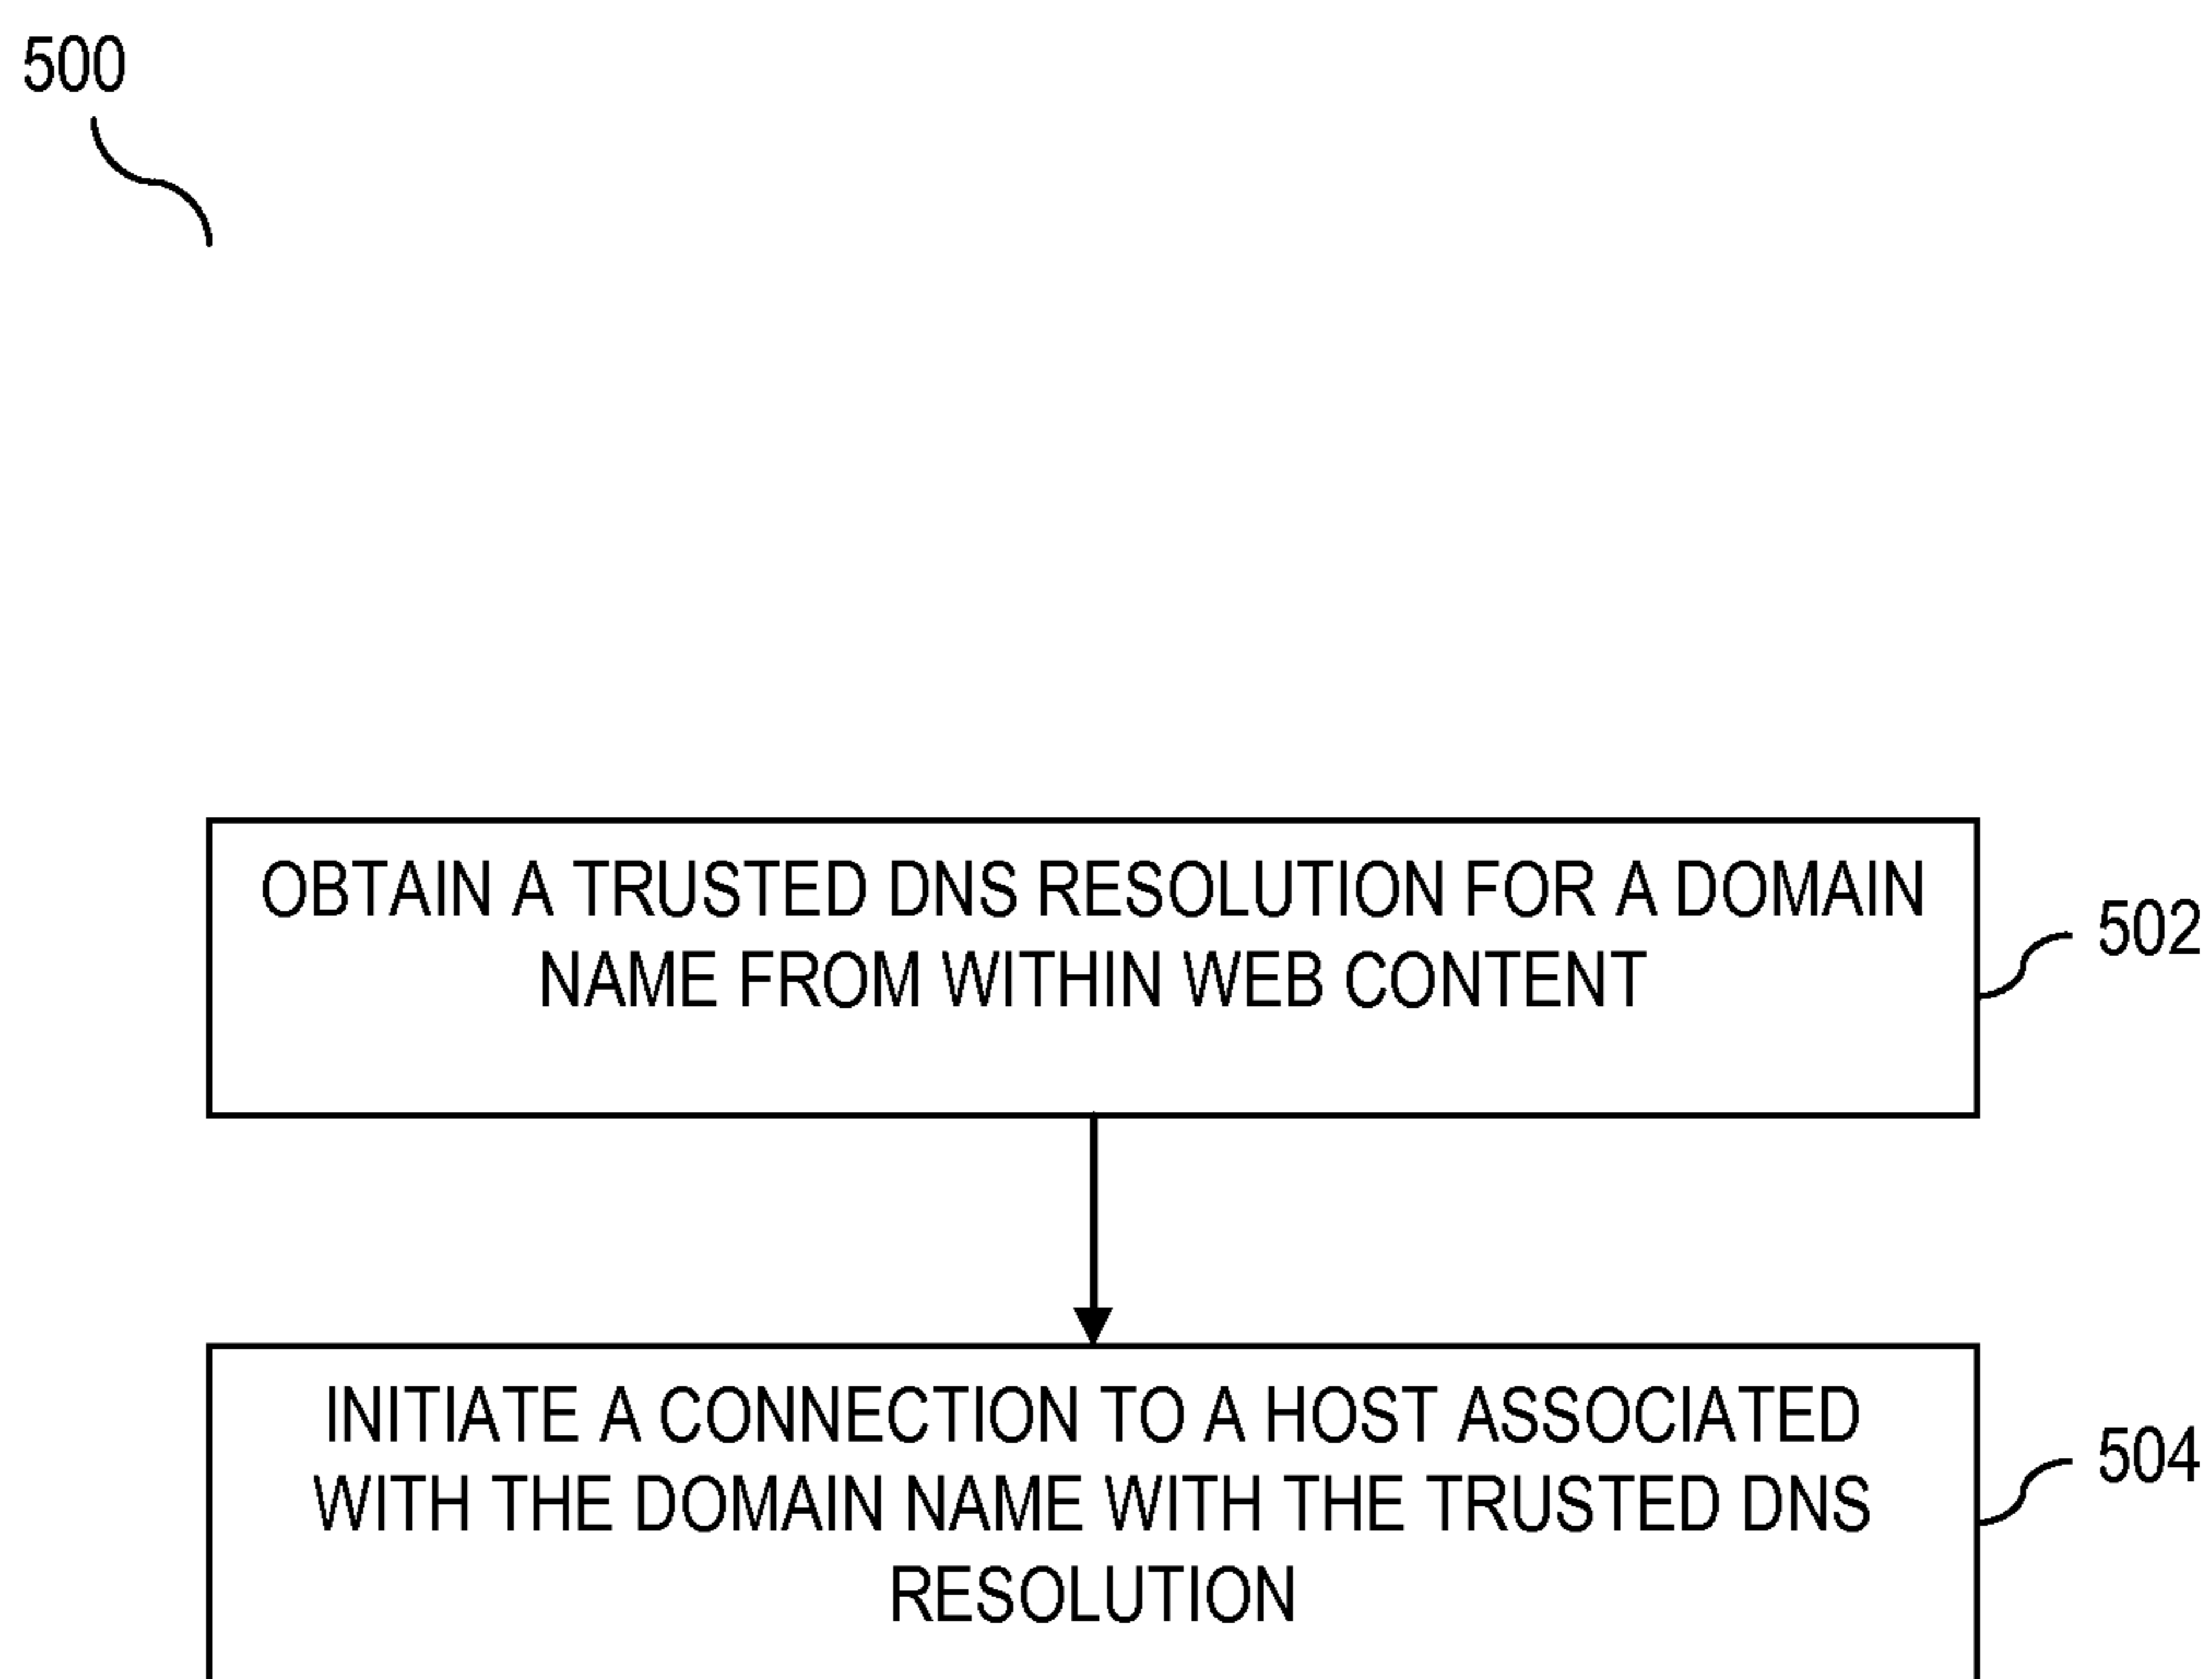 500
OBTAIN A TRUSTED DNS RESOLUTION FOR A DOMAIN
NAME FROM WITHIN WEB CONTENT
502
INITIATE A CONNECTION TO A HOST ASSOCIATED
WITH THE DOMAIN NAME WITH THE TRUSTED DNS
RESOLUTION
504